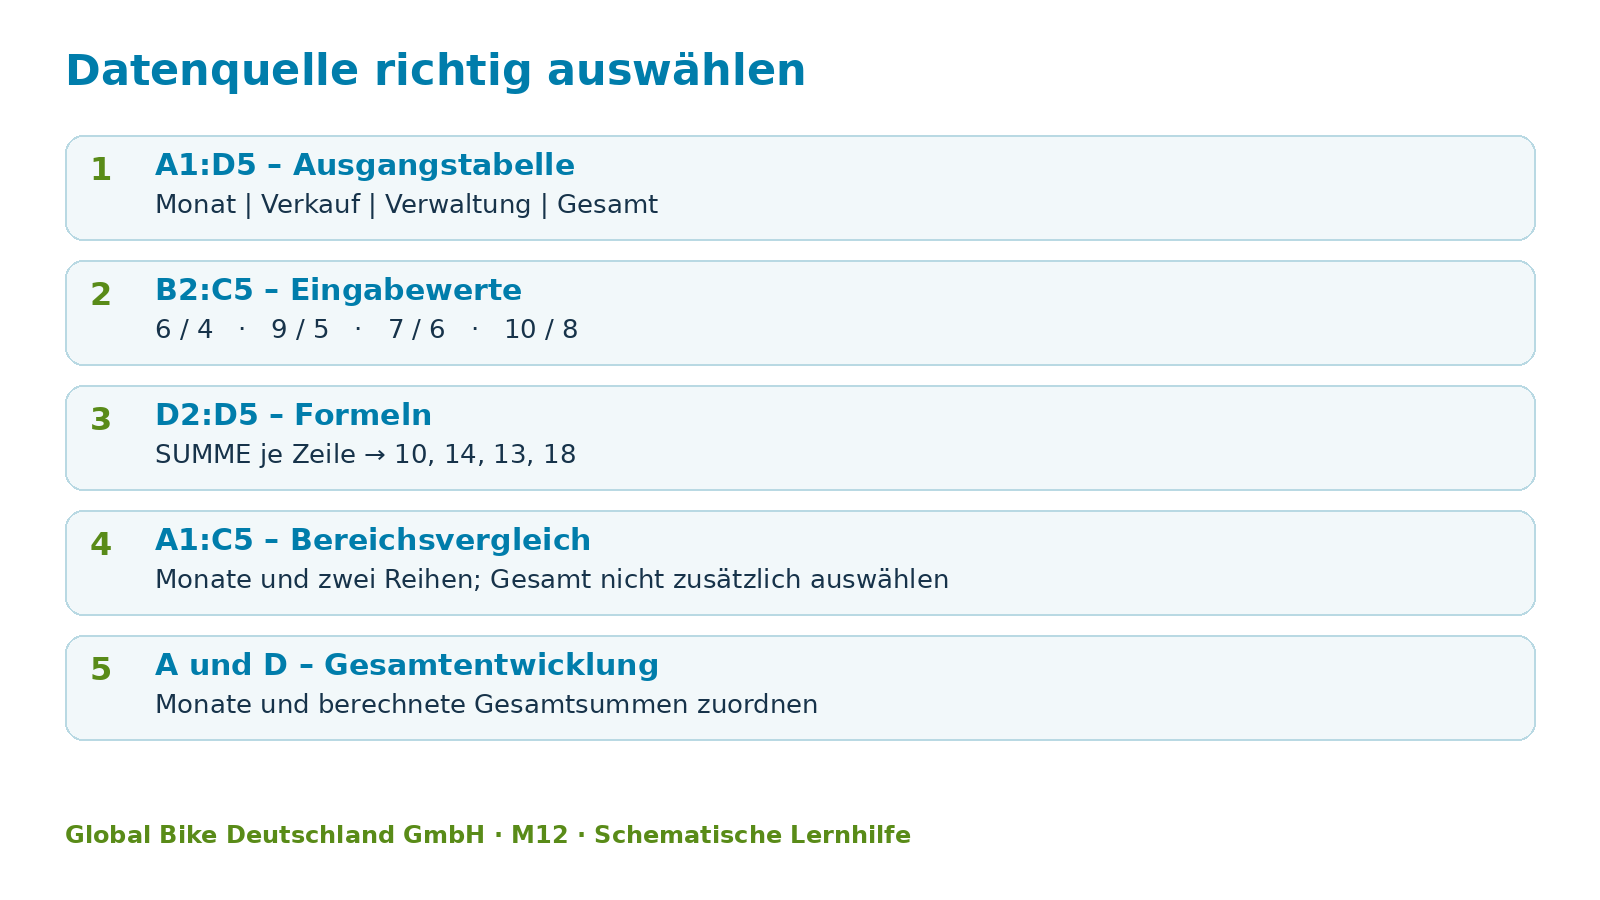 Datenquelle richtig auswählen
1 A1:D5 – Ausgangstabelle
Monat | Verkauf | Verwaltung | Gesamt
2 B2:C5 – Eingabewerte
6 / 4 · 9 / 5 · 7 / 6 · 10 / 8
3 D2:D5 – Formeln
SUMME je Zeile → 10, 14, 13, 18
4 A1:C5 – Bereichsvergleich
Monate und zwei Reihen; Gesamt nicht zusätzlich auswählen
5 A und D – Gesamtentwicklung
Monate und berechnete Gesamtsummen zuordnen
Global Bike Deutschland GmbH · M12 · Schematische Lernhilfe